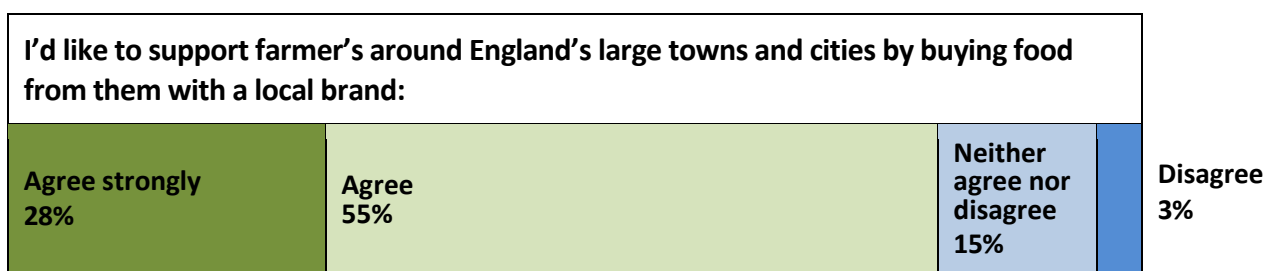 I’d like to support farmer’s around England’s large towns and cities by buying food
from them with a local brand:
Agree strongly
28%
Agree
55%
Neither
agree nor
disagree
15%
Disagree
3%